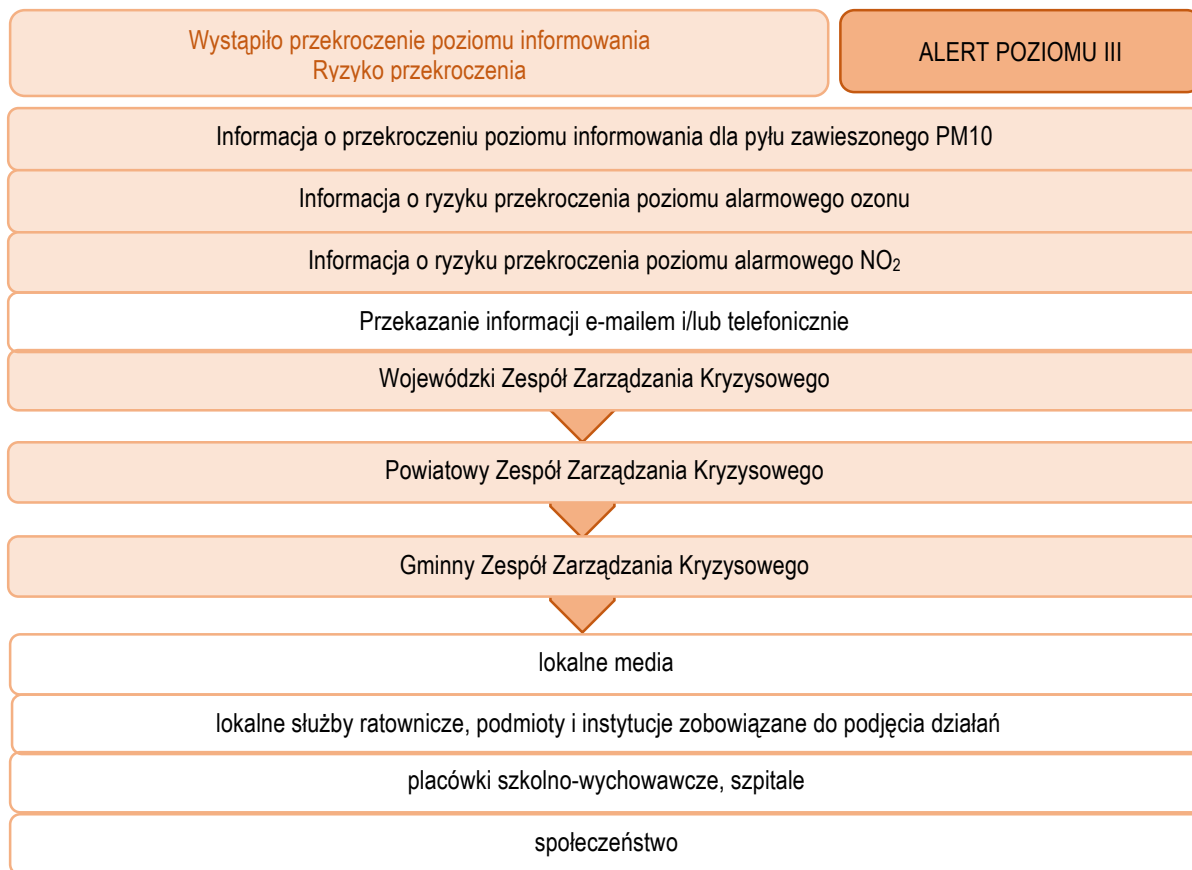 Wystąpiło przekroczenie poziomu informowania
Ryzyko przekroczenia
ALERT POZIOMU III
Informacja o przekroczeniu poziomu informowania dla pyłu zawieszonego PM10
Informacja o ryzyku przekroczenia poziomu alarmowego ozonu
Informacja o ryzyku przekroczenia poziomu alarmowego NO₂
Przekazanie informacji e-mailem i/lub telefonicznie
Wojewódzki Zespół Zarządzania Kryzysowego
Powiatowy Zespół Zarządzania Kryzysowego
Gminny Zespół Zarządzania Kryzysowego
lokalne media
lokalne służby ratownicze, podmioty i instytucje zobowiązane do podjęcia działań
placówki szkolno-wychowawcze, szpitale
społeczeństwo